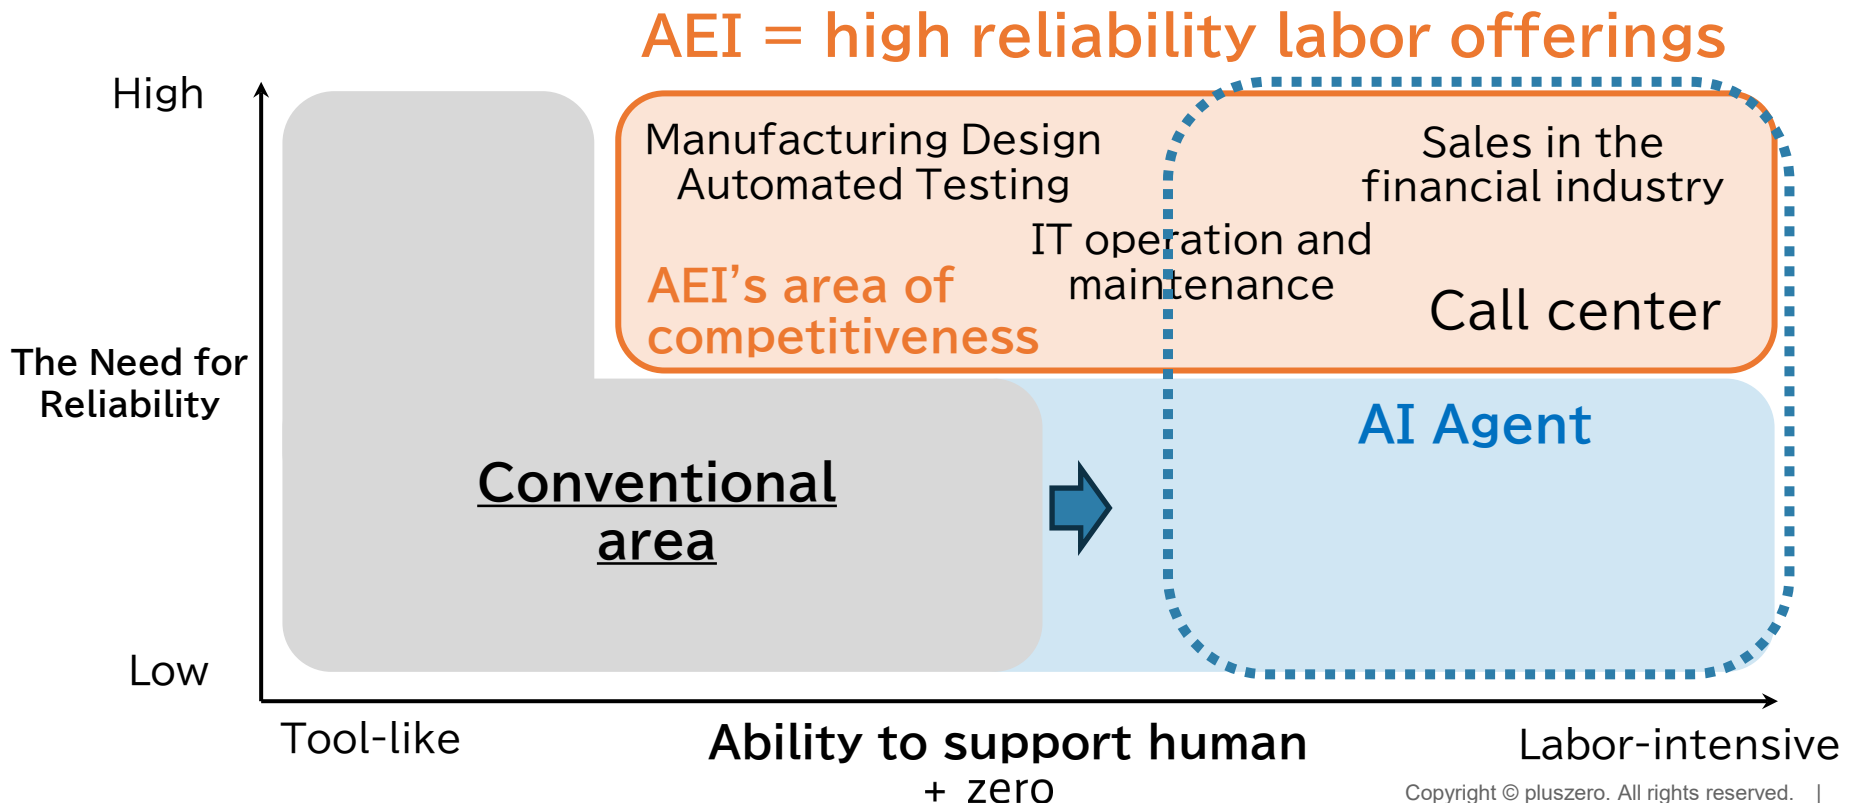 AEI = high reliability labor offerings
High
Manufacturing Design
Automated Testing
Sales in the
financial industry
IT operation and
maintenance
AEI’s area of
competitiveness
Call center
The Need for
Reliability
AI Agent
Conventional
area
Low
Tool-like
Ability to support human
Labor-intensive
+ zero
Copyright © pluszero. All rights reserved. |